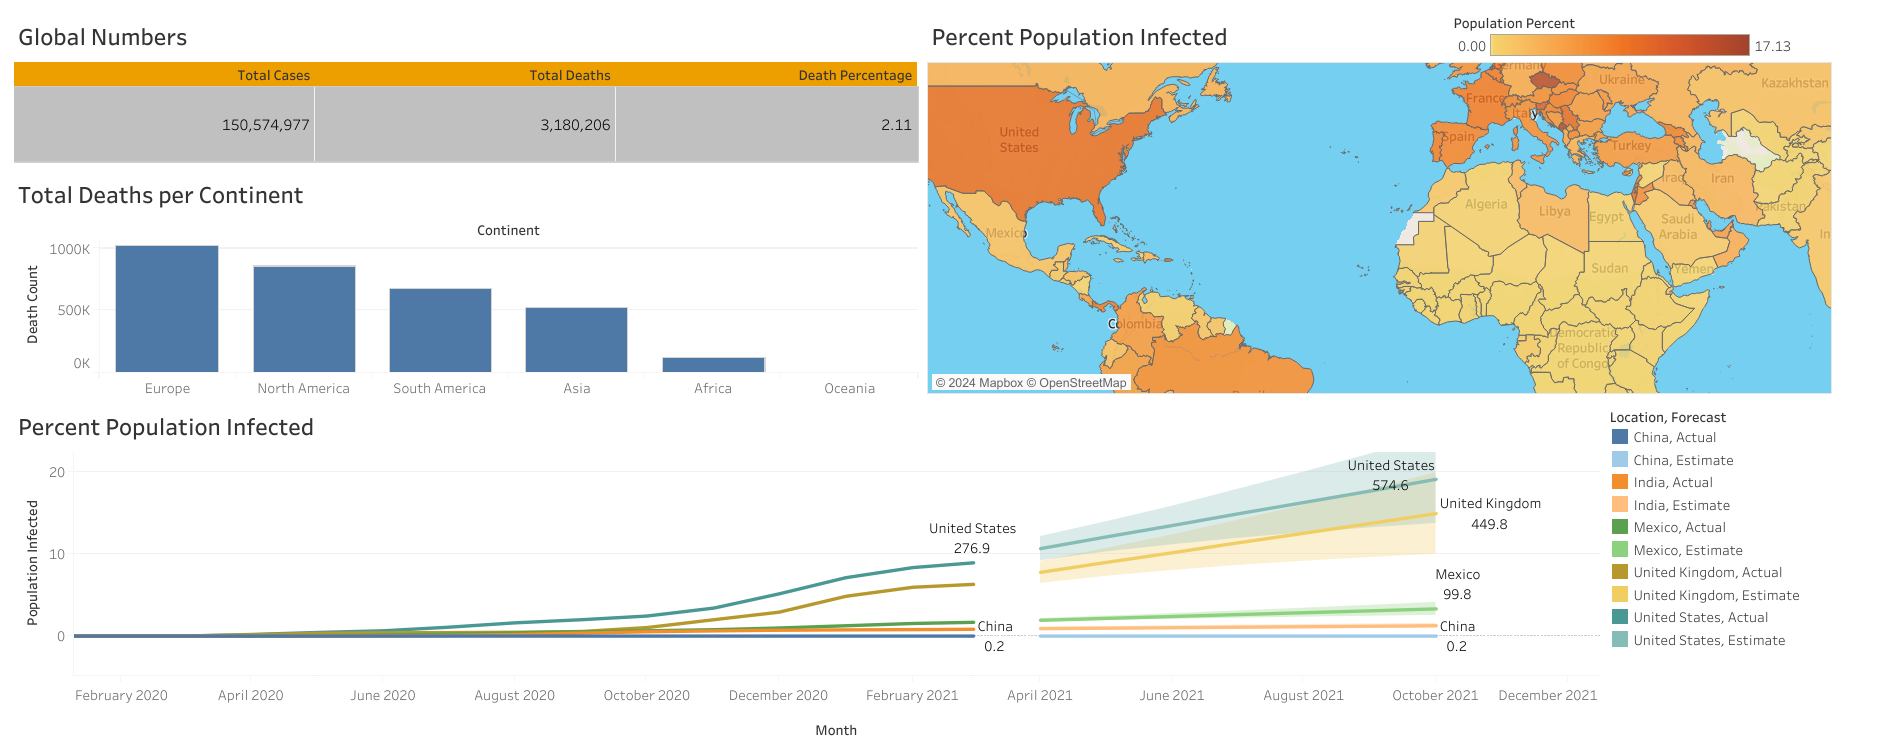 Global Numbers
Total Cases Total Deaths Death Percentage
150,574,977 3,180,206 2.11
Total Deaths per Continent
Continent
Death Count
1000K
500K
0K
Europe North America South America Asia Africa Oceania
Percent Population Infected
Population Percent
0.00 17.13
United
States
Mexico
Colombia
France
Spain
Italy
Ukraine
Turkey
Kazakhstan
Iraq
Iran
Algeria
Libya
Egypt
Saudi
Arabia
Sudan
Yemen
Democratic
Republic
of Congo
© 2024 Mapbox © OpenStreetMap
Percent Population Infected
Population Infected
20
10
0
United States
276.9
China
0.2
United States
574.6
United Kingdom
449.8
Mexico
99.8
China
0.2
February 2020 April 2020 June 2020 August 2020 October 2020 December 2020 February 2021 April 2021 June 2021 August 2021 October 2021 December 2021
Month
Location, Forecast
China, Actual
China, Estimate
India, Actual
India, Estimate
Mexico, Actual
Mexico, Estimate
United Kingdom, Actual
United Kingdom, Estimate
United States, Actual
United States, Estimate